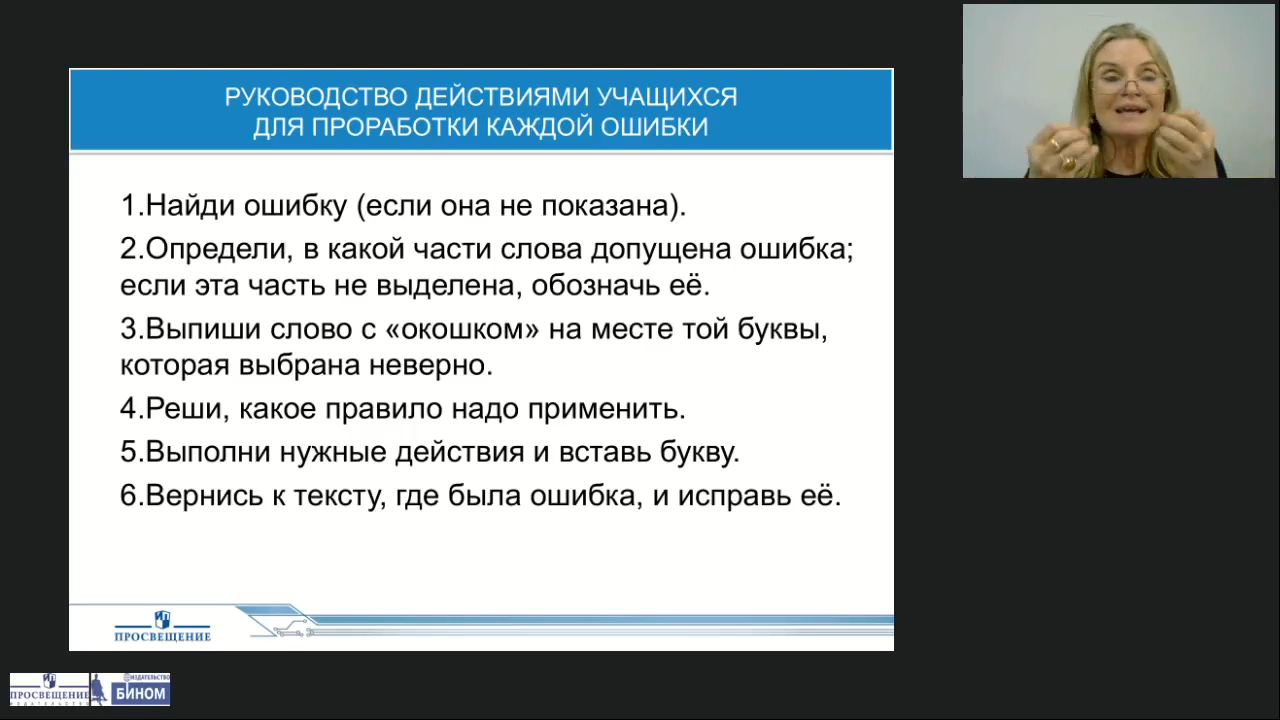 РУКОВОДСТВО ДЕЙСТВИЯМИ УЧАЩИХСЯ
ДЛЯ ПРОРАБОТКИ КАЖДОЙ ОШИБКИ
1.Найди ошибку (если она не показана).
2.Определи, в какой части слова допущена ошибка;
если эта часть не выделена, обозначь её.
3.Выпиши слово с «окошком» на месте той буквы,
которая выбрана неверно.
4.Реши, какое правило надо применить.
5.Выполни нужные действия и вставь букву.
6.Вернись к тексту, где была ошибка, и исправь её.
ПРОСВЕЩЕНИЕ
ПРОСВЕЩЕНИЕ
ИЗДАТЕЛЬСТВО
ИЗДАТЕЛЬСТВО
БИНОМ